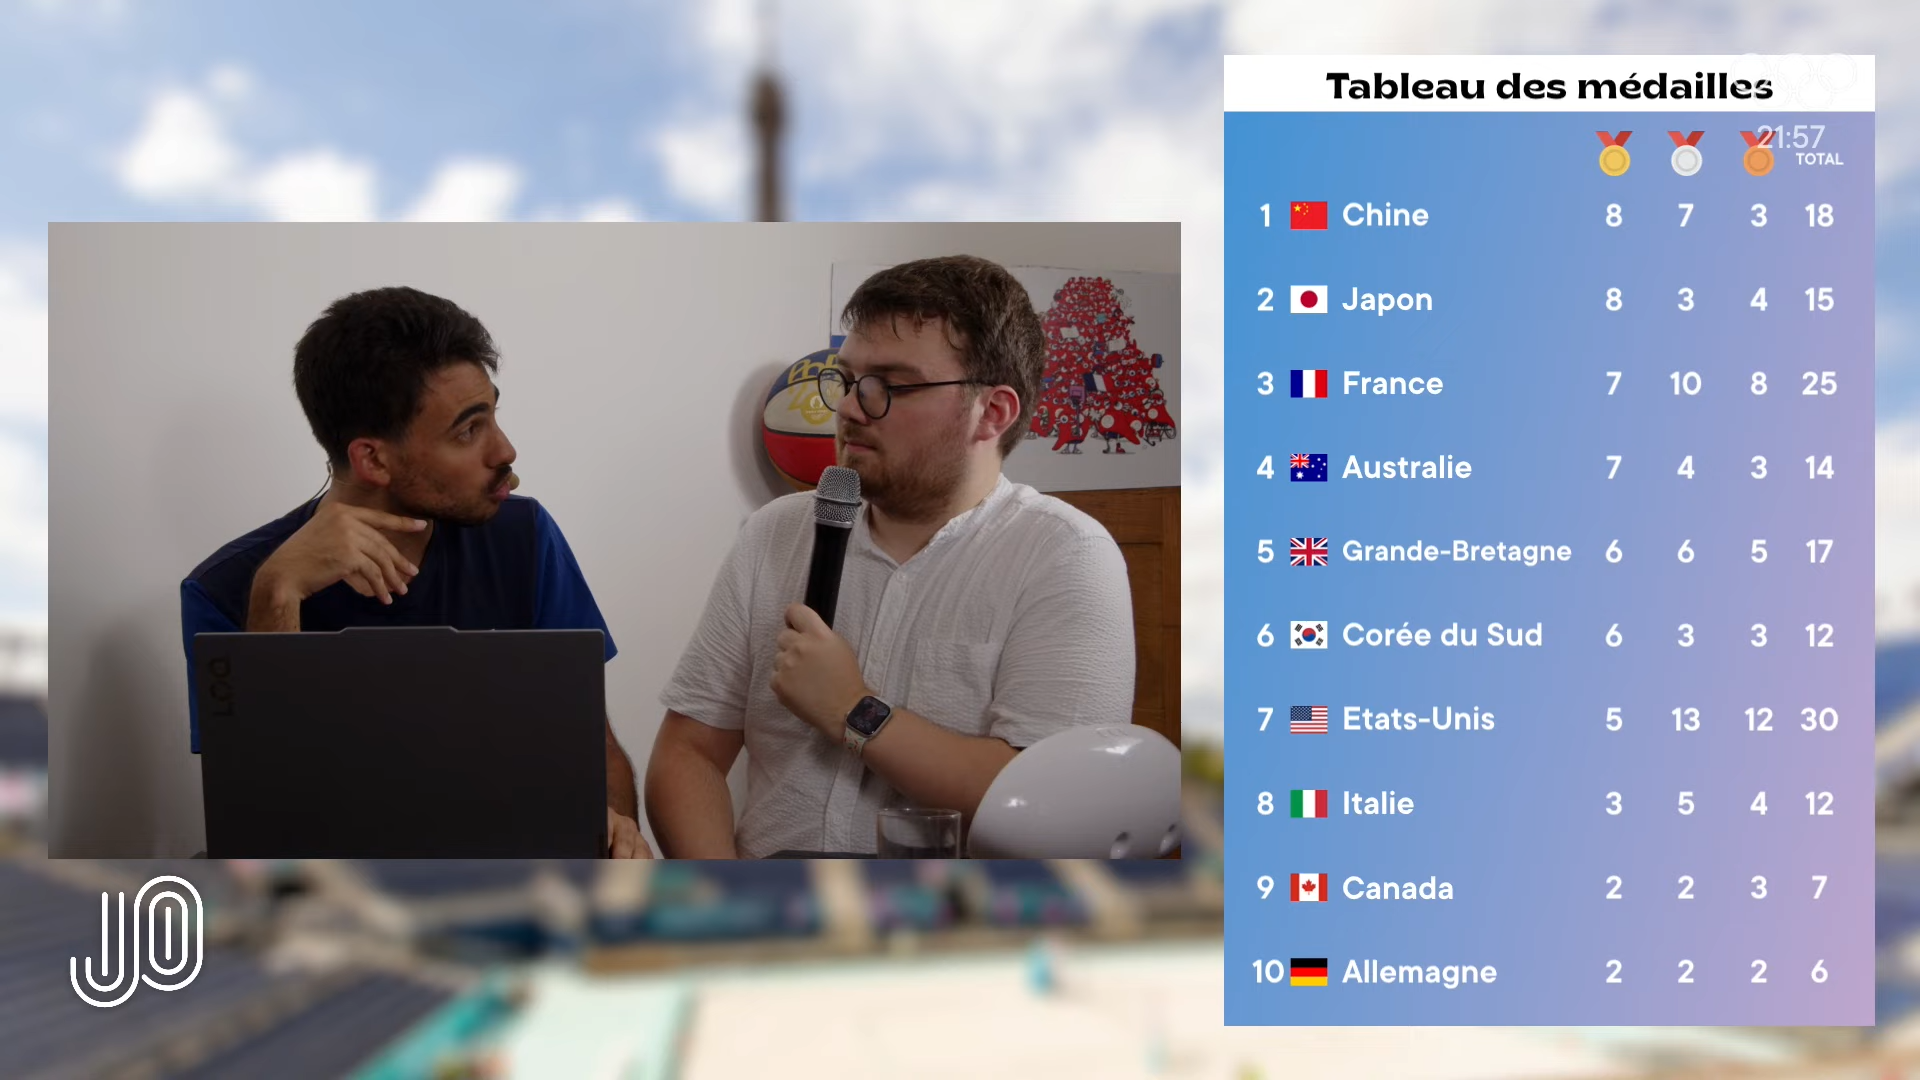 Tableau des médailles
21:57
TOTAL
1 Chine 8 7 3 18
2 Japon 8 3 4 15
3 France 7 10 8 25
4 Australie 7 4 3 14
5 Grande-Bretagne 6 6 5 17
6 Corée du Sud 6 3 3 12
7 Etats-Unis 5 13 12 30
8 Italie 3 5 4 12
9 Canada 2 2 3 7
10 Allemagne 2 2 2 6
LOQ
JO